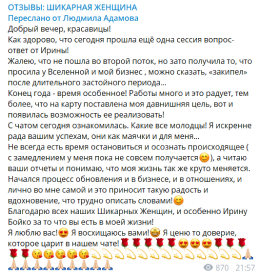 ОТЗЫВЫ: ШИКАРНАЯ ЖЕНЩИНА
Переслано от Людмила Адамова
Добрый вечер, красавицы!
Как здорово, что сегодня прошла ещё одна сессия вопрос-
ответ от Ирины!
Жалею, что не пошла во второй поток, но зато получила то, что
просила у Вселенной и мой бизнес , можно сказать, «закипел»
после длительного застойного периода...
Конец года - время особенное! Работы много и это радует, тем
более, что на карту поставлена моя давнишняя цель, вот и
появилась возможность ее реализовать!
С чатом сегодня ознакомилась. Какие все молодцы! Я искренне
рада вашим успехам, они как маячки и для меня...
Не всегда есть время остановиться и осознать происходящее (
с замедлением у меня пока не совсем получается😄), а читаю
ваши отчеты и понимаю, что моя жизнь так же круто меняется.
Начался процесс обновления и в бизнесе, и в отношениях, и
лично во мне самой и это приносит такую радость и
вдохновение, что трудно описать словами!😄
Благодарю всех наших Шикарных Женщин, и особенно Ирину
Бойко за то что вы есть в моей жизни!
Я люблю вас!😍 Я восхищаюсь вами!😻 Я ценю то доверие,
которое царит в нашем чате!🌹🌹🌹🌹🌹😍😍😍🌹🌹🌹
870 21:57